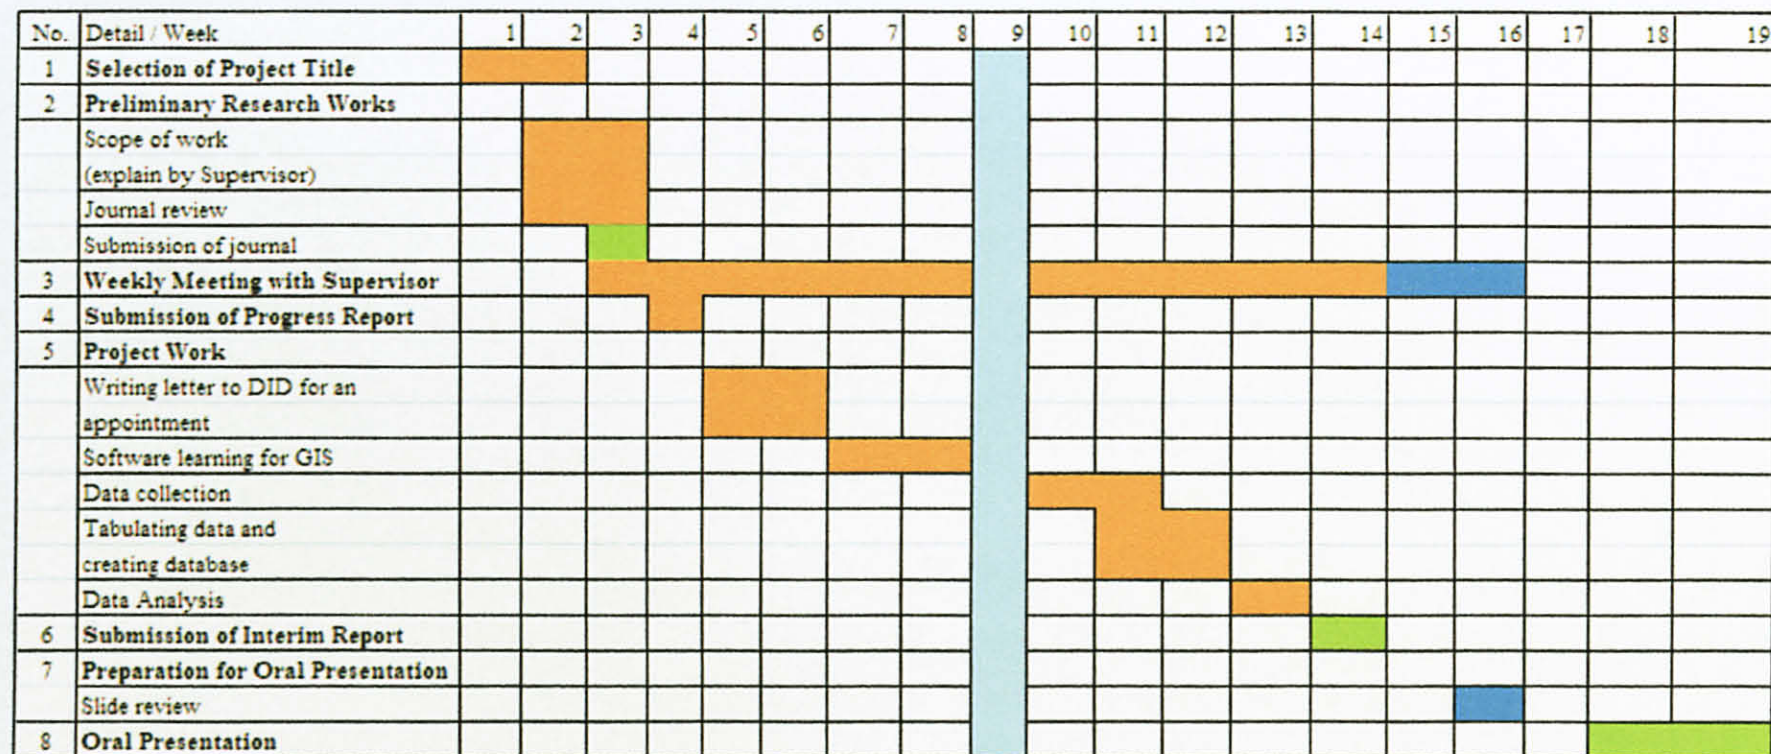 No. Detail / Week 1 2 3 4 5 6 7 8 9 10 11 12 13 14 15 16 17 18 19
1 Selection of Project Title
2 Preliminary Research Works
Scope of work
(explain by Supervisor)
Journal review
Submission of journal
3 Weekly Meeting with Supervisor
4 Submission of Progress Report
5 Project Work
Writing letter to DID for an
appointment
Software learning for GIS
Data collection
Tabulating data and
creating database
Data Analysis
6 Submission of Interim Report
7 Preparation for Oral Presentation
Slide review
8 Oral Presentation